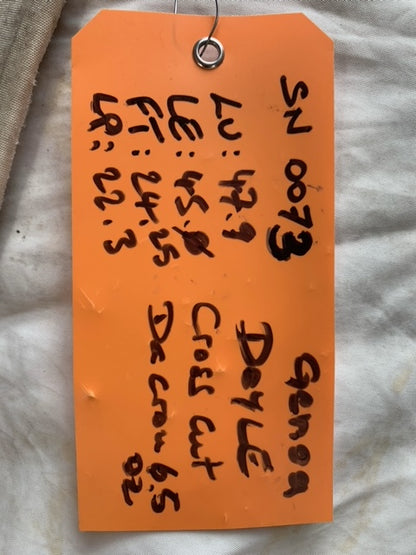 SN 0073
LU: 47.9
LE: 45.0
FT: 24.25
LP: 22.3
Genoa
DOYLE
Cross cut
Dacron 6.5
oz